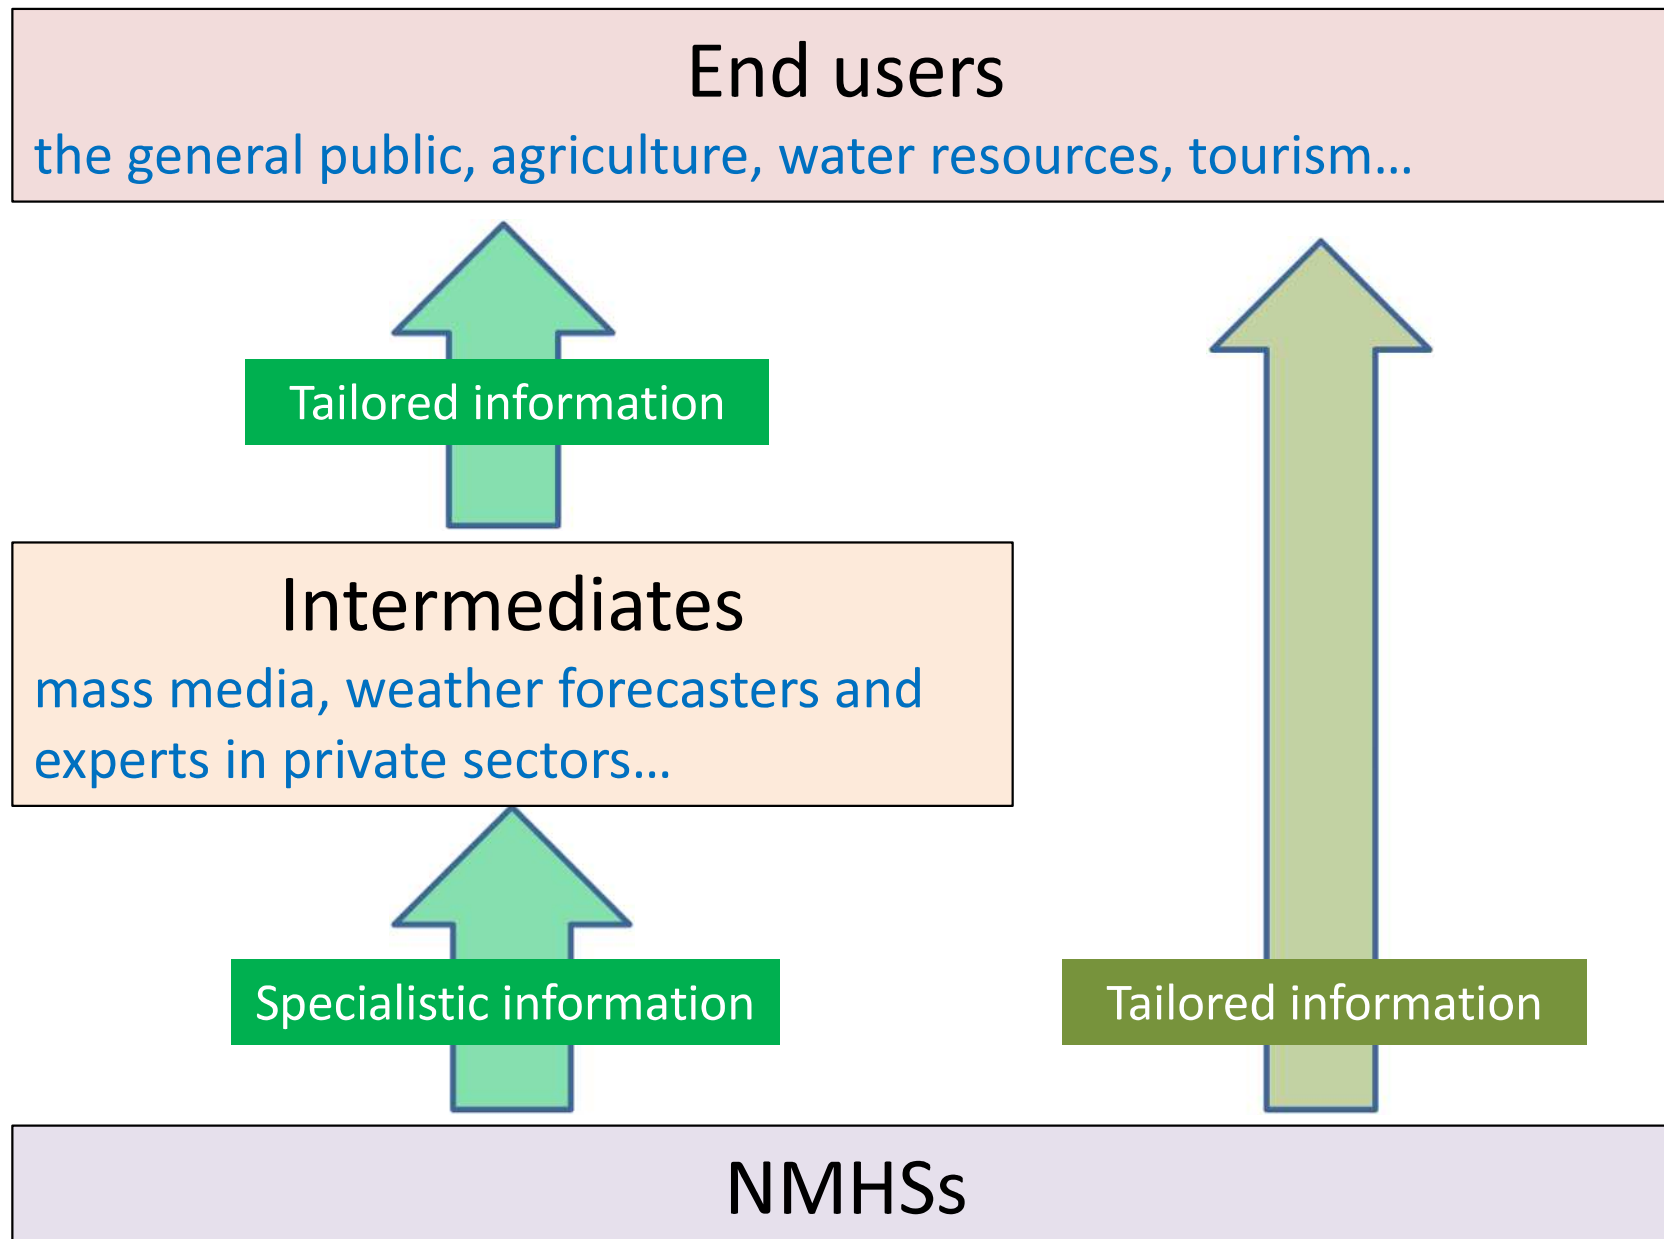 End users
the general public, agriculture, water resources, tourism…
Tailored information
Intermediates
mass media, weather forecasters and
experts in private sectors…
Specialistic information
Tailored information
NMHSs